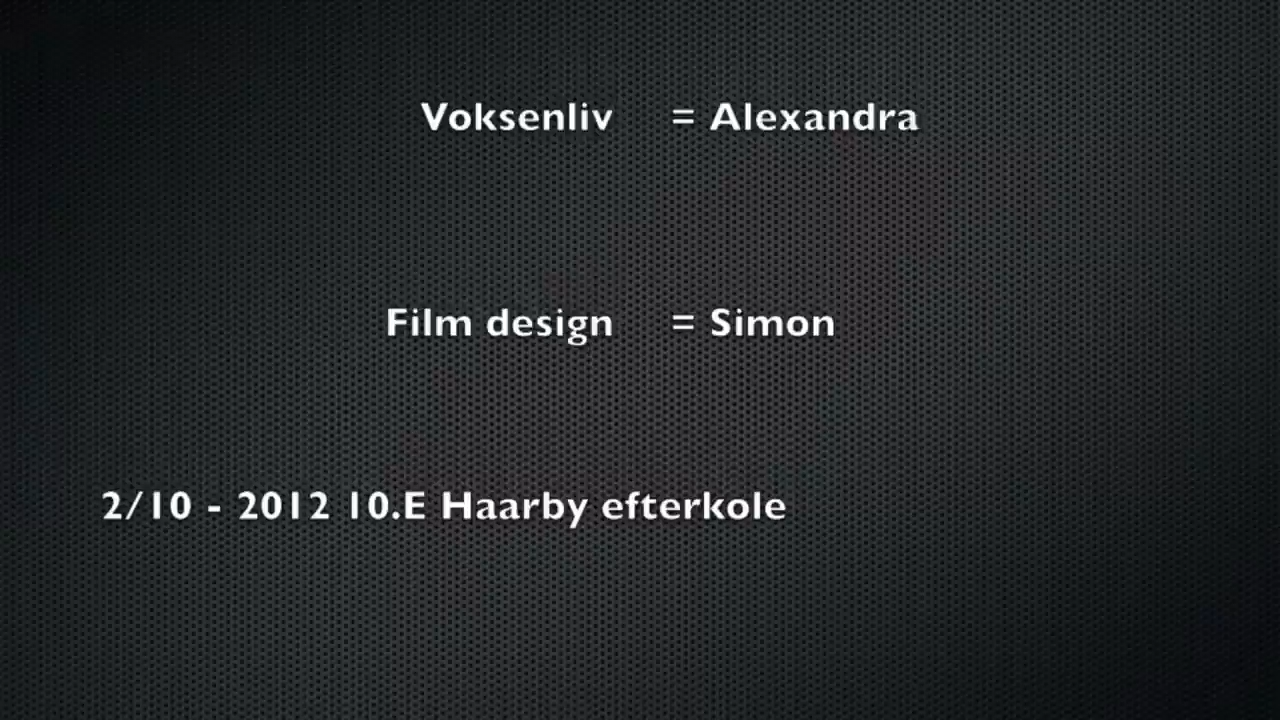 Voksenliv = Alexandra
Film design = Simon
2/10 - 2012 10.E Haarby efterkole